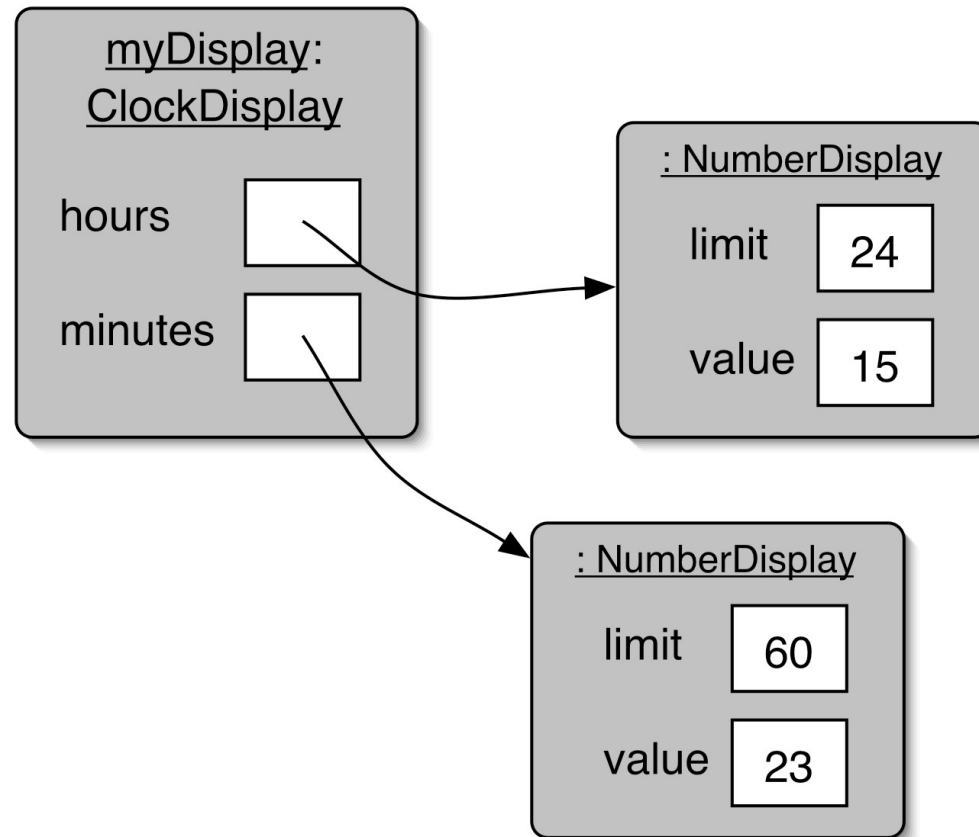 myDisplay:
ClockDisplay
hours
minutes
: NumberDisplay
limit 24
value 15
: NumberDisplay
limit 60
value 23